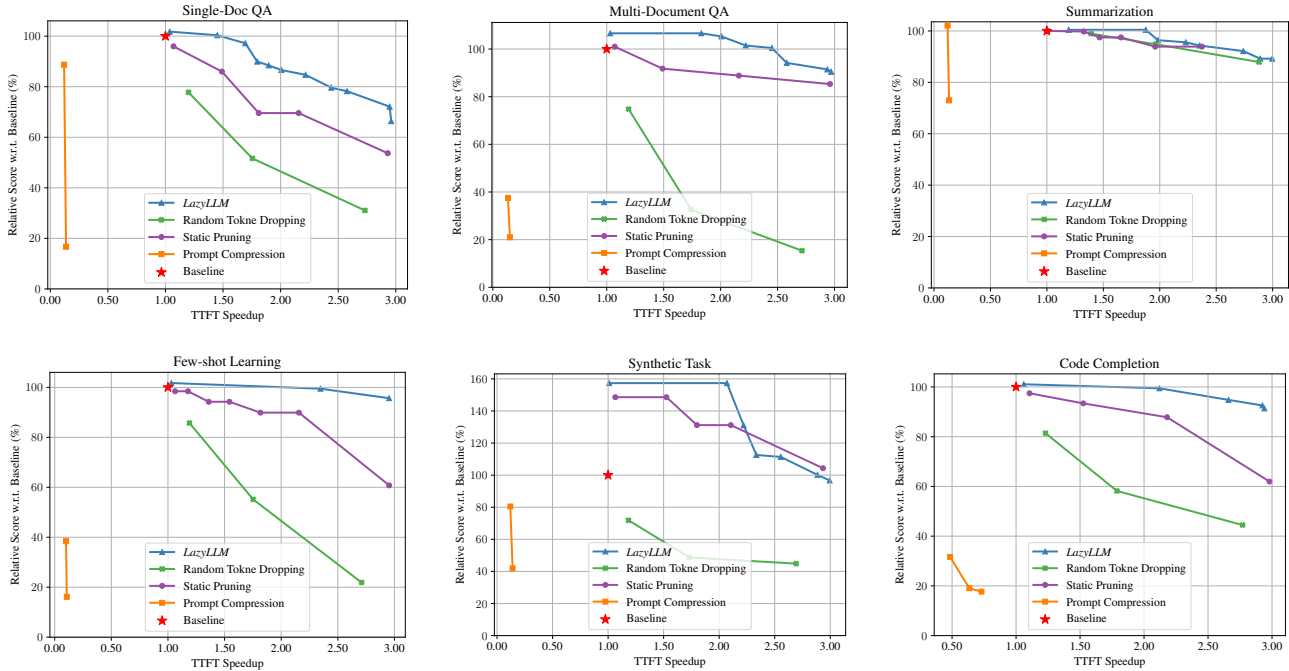 Single-Doc QA
Relative Score w.r.t. Baseline (%)
100
80
60
40
20
0
LazyLLM
Random Tokne Dropping
Static Pruning
Prompt Compression
Baseline
0.00 0.50 1.00 1.50 2.00 2.50 3.00
TTFT Speedup
Multi-Document QA
Relative Score w.r.t. Baseline (%)
100
80
60
40
20
0
LazyLLM
Random Tokne Dropping
Static Pruning
Prompt Compression
Baseline
0.00 0.50 1.00 1.50 2.00 2.50 3.00
TTFT Speedup
Summarization
Relative Score w.r.t. Baseline (%)
100
80
60
40
20
0
LazyLLM
Random Tokne Dropping
Static Pruning
Prompt Compression
Baseline
0.00 0.50 1.00 1.50 2.00 2.50 3.00
TTFT Speedup
Few-shot Learning
Relative Score w.r.t. Baseline (%)
100
80
60
40
20
0
LazyLLM
Random Tokne Dropping
Static Pruning
Prompt Compression
Baseline
0.00 0.50 1.00 1.50 2.00 2.50 3.00
TTFT Speedup
Synthetic Task
Relative Score w.r.t. Baseline (%)
160
140
120
100
80
60
40
20
0
LazyLLM
Random Tokne Dropping
Static Pruning
Prompt Compression
Baseline
0.00 0.50 1.00 1.50 2.00 2.50 3.00
TTFT Speedup
Code Completion
Relative Score w.r.t. Baseline (%)
100
80
60
40
20
0
LazyLLM
Random Tokne Dropping
Static Pruning
Prompt Compression
Baseline
0.50 1.00 1.50 2.00 2.50 3.00
TTFT Speedup